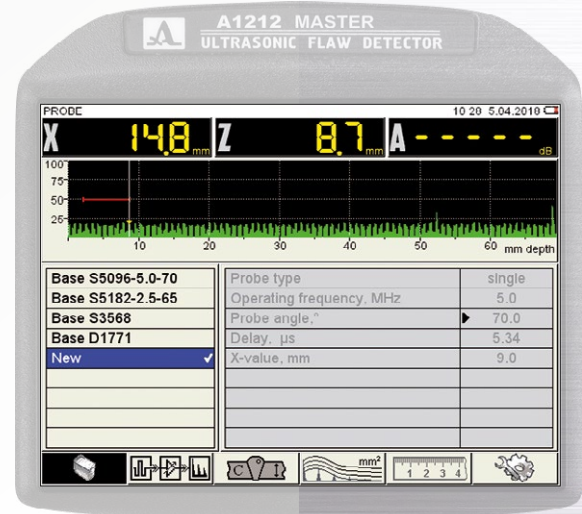 A1212 MASTER
ULTRASONIC FLAW DETECTOR
PROBE 10 20 5.04.2010
X 14.8 mm Z 8.7 mm A - - - - - dB
100
75
50
25
10 20 30 40 50 60 mm depth
Base S5096-5.0-70
Base S5182-2.5-65
Base S3568
Base D1771
New
Probe type single
Operating frequency, MHz 5.0
Probe angle,° 70.0
Delay, μs 5.34
X-value, mm 9.0
C 1 mm² 1 2 3 4